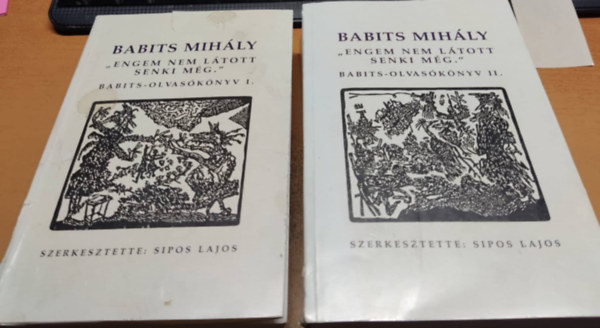 BABITS MIHÁLY
„ENGEM NEM LÁTOTT
SENKI MÉG."
BABITS-OLVASÓKÖNYV I.
SZERKESZTETTE: SIPOS LAJOS
BABITS MIHÁLY
„ENGEM NEM LÁTOTT
SENKI MÉG."
BABITS-OLVASÓKÖNYV II.
SZERKESZTETTE: SIPOS LAJOS